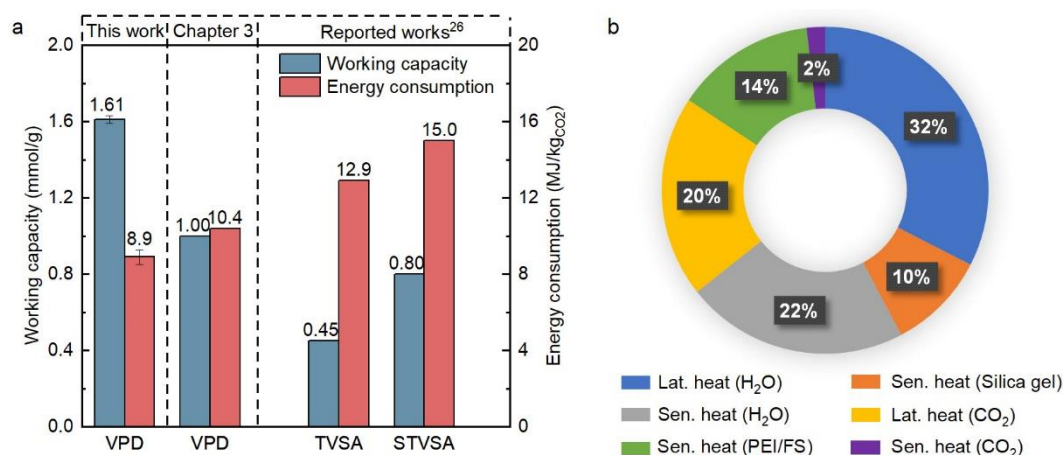 a
This work
Chapter 3
Reported works26
Working capacity (mmol/g)
2.0
1.6
1.2
0.8
0.4
0.0
Working capacity
Energy consumption
1.61
8.9
1.00
10.4
0.45
12.9
0.80
15.0
VPD
VPD
TVSA
STVSA
20
16
12
8
4
0
Energy consumption (MJ/kgCO2)
b
2%
14%
32%
20%
10%
22%
Lat. heat (H2O)
Sen. heat (Silica gel)
Sen. heat (H2O)
Lat. heat (CO2)
Sen. heat (PEI/FS)
Sen. heat (CO2)